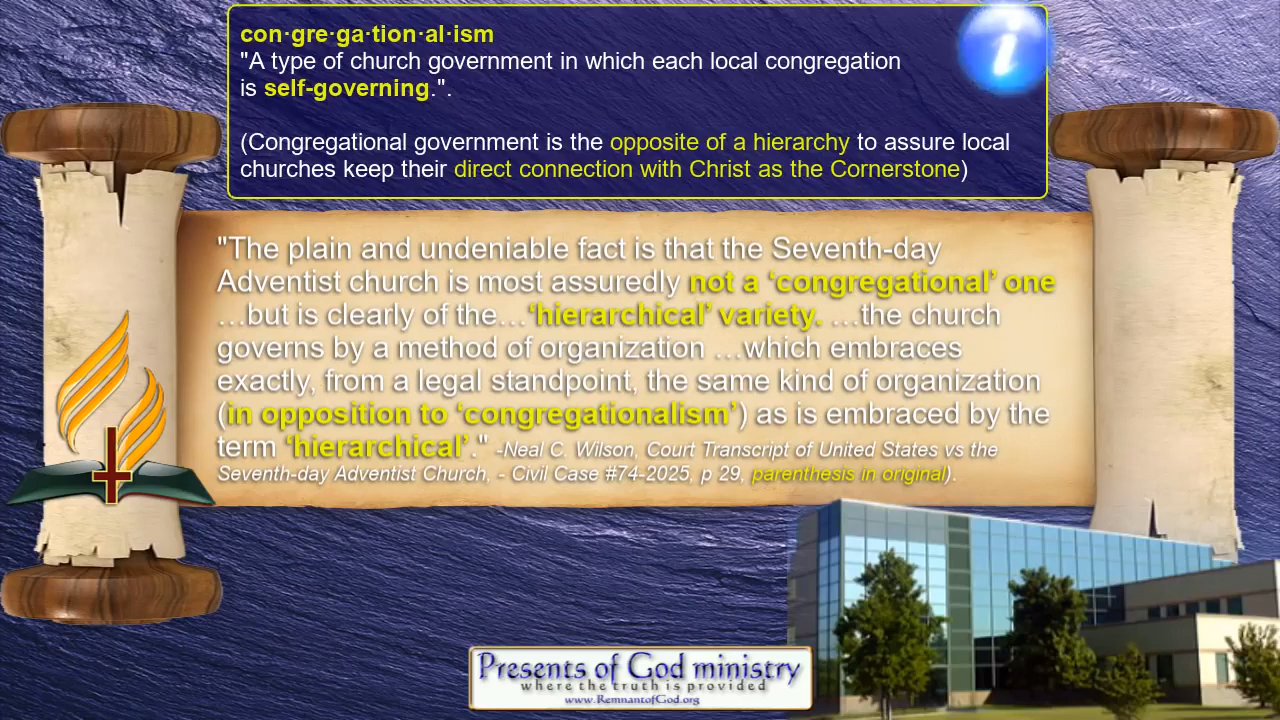 con·gre·ga·tion·al·ism
"A type of church government in which each local congregation
is self-governing.".
(Congregational government is the opposite of a hierarchy to assure local
churches keep their direct connection with Christ as the Cornerstone)
"The plain and undeniable fact is that the Seventh-day
Adventist church is most assuredly not a ‘congregational’ one
…but is clearly of the…‘hierarchical’ variety. …the church
governs by a method of organization …which embraces
exactly, from a legal standpoint, the same kind of organization
(in opposition to ‘congregationalism’) as is embraced by the
term ‘hierarchical’." -Neal C. Wilson, Court Transcript of United States vs the
Seventh-day Adventist Church, - Civil Case #74-2025, p 29, parenthesis in original).
Presents of God ministry
where the truth is provided
www.RemnantofGod.org